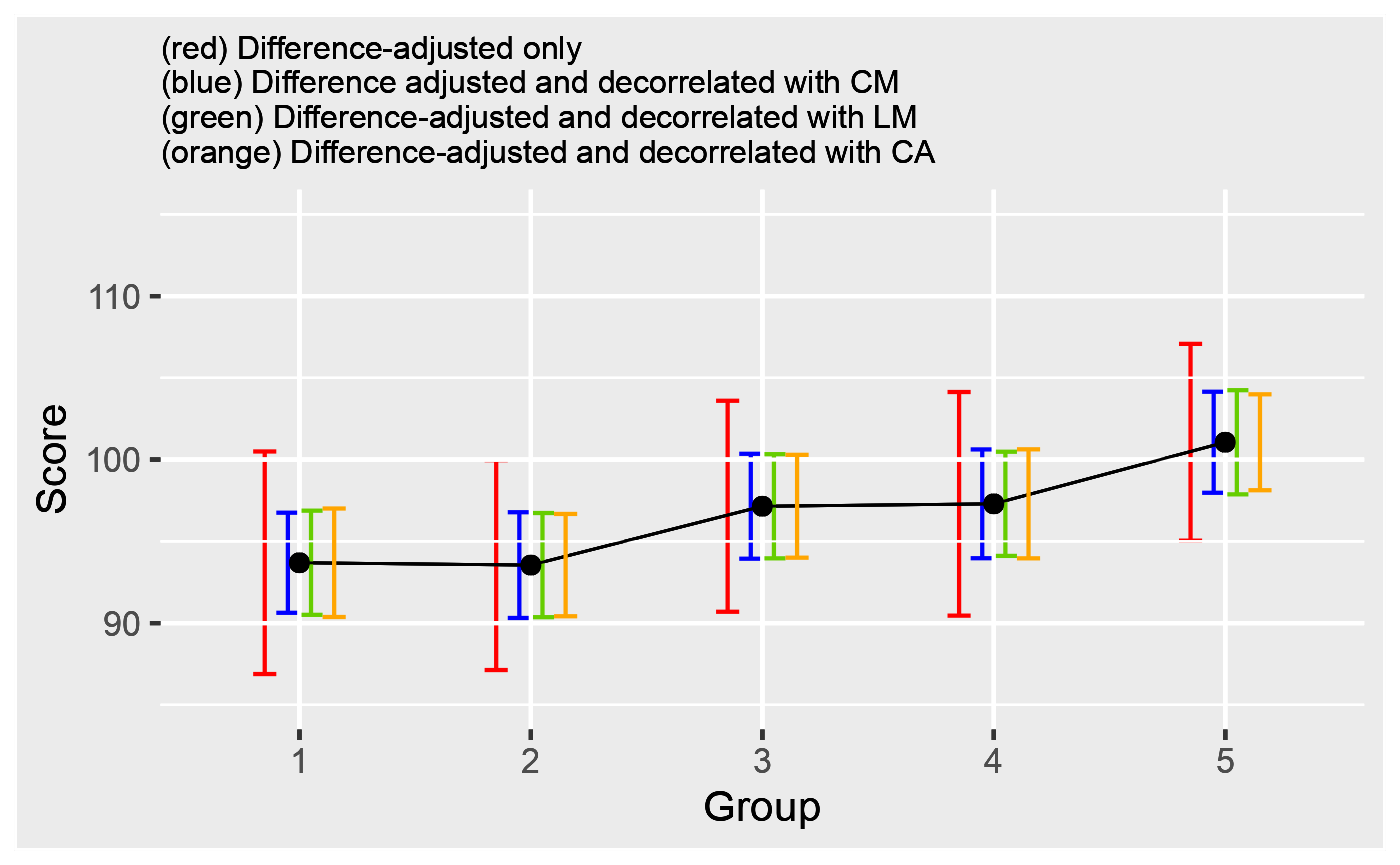 (red) Difference-adjusted only
(blue) Difference adjusted and decorrelated with CM
(green) Difference-adjusted and decorrelated with LM
(orange) Difference-adjusted and decorrelated with CA
110
100
90
Score
1 2 3 4 5
Group